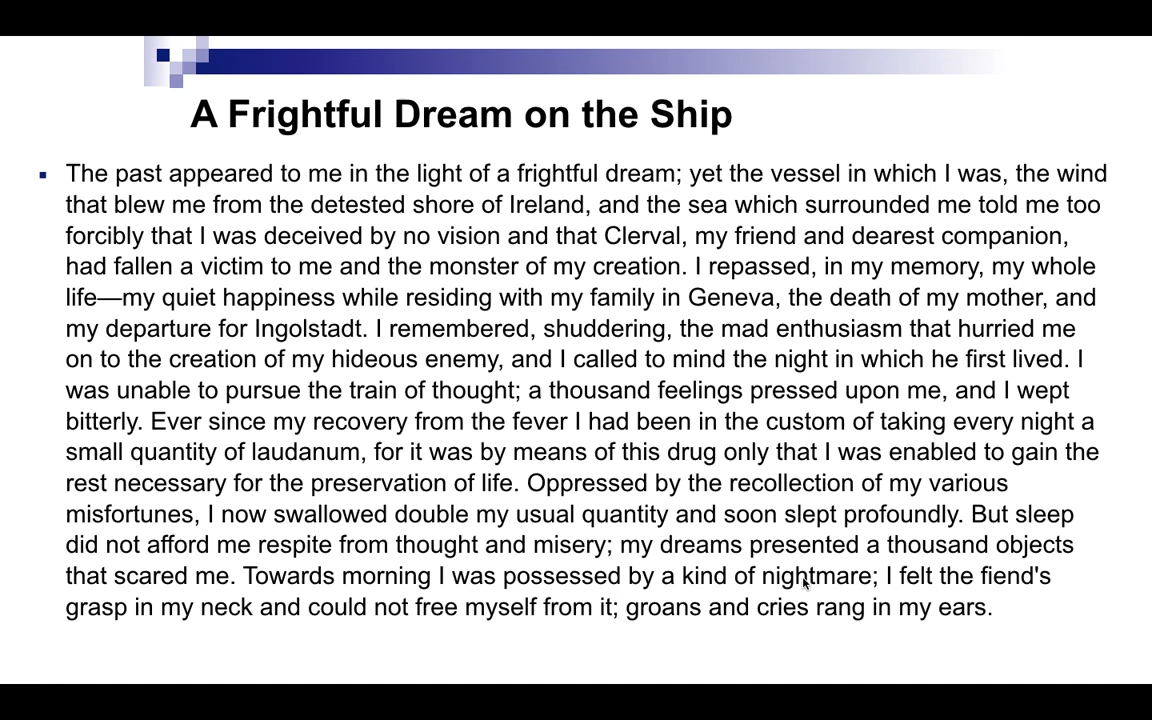 A Frightful Dream on the Ship
The past appeared to me in the light of a frightful dream; yet the vessel in which I was, the wind
that blew me from the detested shore of Ireland, and the sea which surrounded me told me too
forcibly that I was deceived by no vision and that Clerval, my friend and dearest companion,
had fallen a victim to me and the monster of my creation. I repassed, in my memory, my whole
life—my quiet happiness while residing with my family in Geneva, the death of my mother, and
my departure for Ingolstadt. I remembered, shuddering, the mad enthusiasm that hurried me
on to the creation of my hideous enemy, and I called to mind the night in which he first lived. I
was unable to pursue the train of thought; a thousand feelings pressed upon me, and I wept
bitterly. Ever since my recovery from the fever I had been in the custom of taking every night a
small quantity of laudanum, for it was by means of this drug only that I was enabled to gain the
rest necessary for the preservation of life. Oppressed by the recollection of my various
misfortunes, I now swallowed double my usual quantity and soon slept profoundly. But sleep
did not afford me respite from thought and misery; my dreams presented a thousand objects
that scared me. Towards morning I was possessed by a kind of nightmare; I felt the fiend's
grasp in my neck and could not free myself from it; groans and cries rang in my ears.